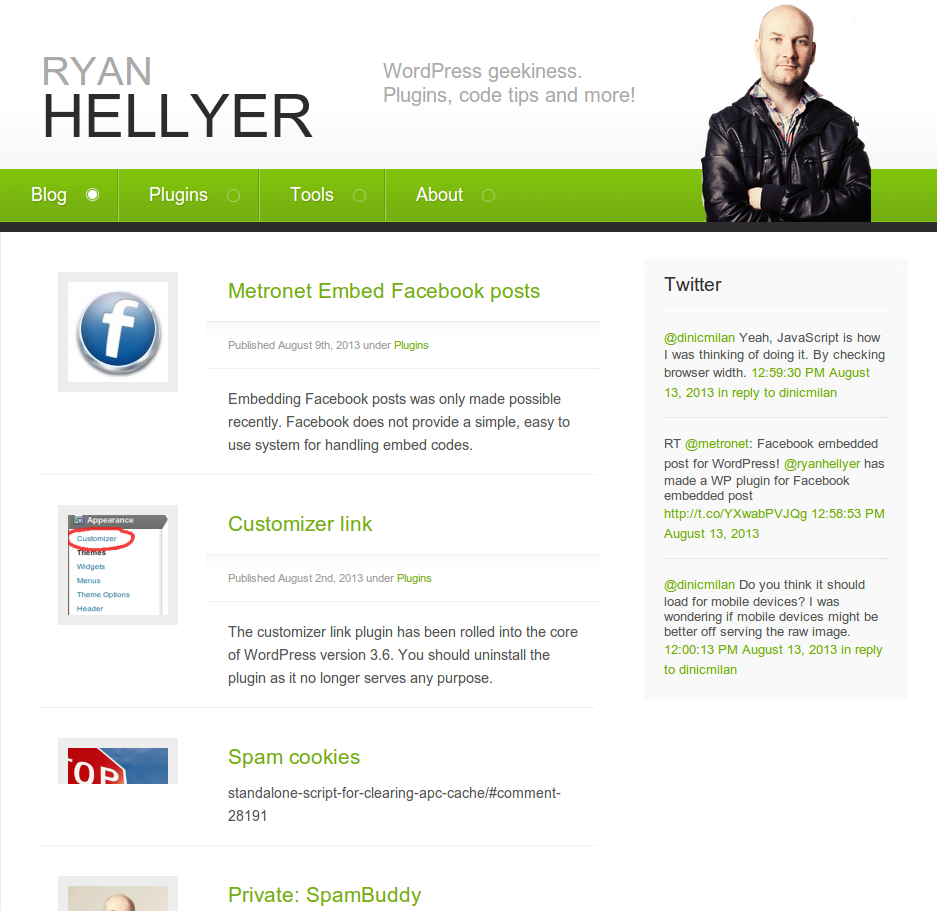 RYAN
HELLYER
WordPress geekiness.
Plugins, code tips and more!
Blog
Plugins
Tools
About
Metronet Embed Facebook posts
Published August 9th, 2013 under Plugins
Embedding Facebook posts was only made possible
recently. Facebook does not provide a simple, easy to
use system for handling embed codes.
f
Appearance
Customizer
Themes
Widgets
Menus
Theme Options
Header
Customizer link
Published August 2nd, 2013 under Plugins
The customizer link plugin has been rolled into the core
of WordPress version 3.6. You should uninstall the
plugin as it no longer serves any purpose.
TOP
Spam cookies
standalone-script-for-clearing-apc-cache/#comment-
28191
Private: SpamBuddy
Twitter
@dinicmilan Yeah, JavaScript is how
I was thinking of doing it. By checking
browser width. 12:59:30 PM August
13, 2013 in reply to dinicmilan
RT @metronet: Facebook embedded
post for WordPress! @ryanhellyer has
made a WP plugin for Facebook
embedded post
http://t.co/YXwabPVJQg 12:58:53 PM
August 13, 2013
@dinicmilan Do you think it should
load for mobile devices? I was
wondering if mobile devices might be
better off serving the raw image.
12:00:13 PM August 13, 2013 in reply
to dinicmilan